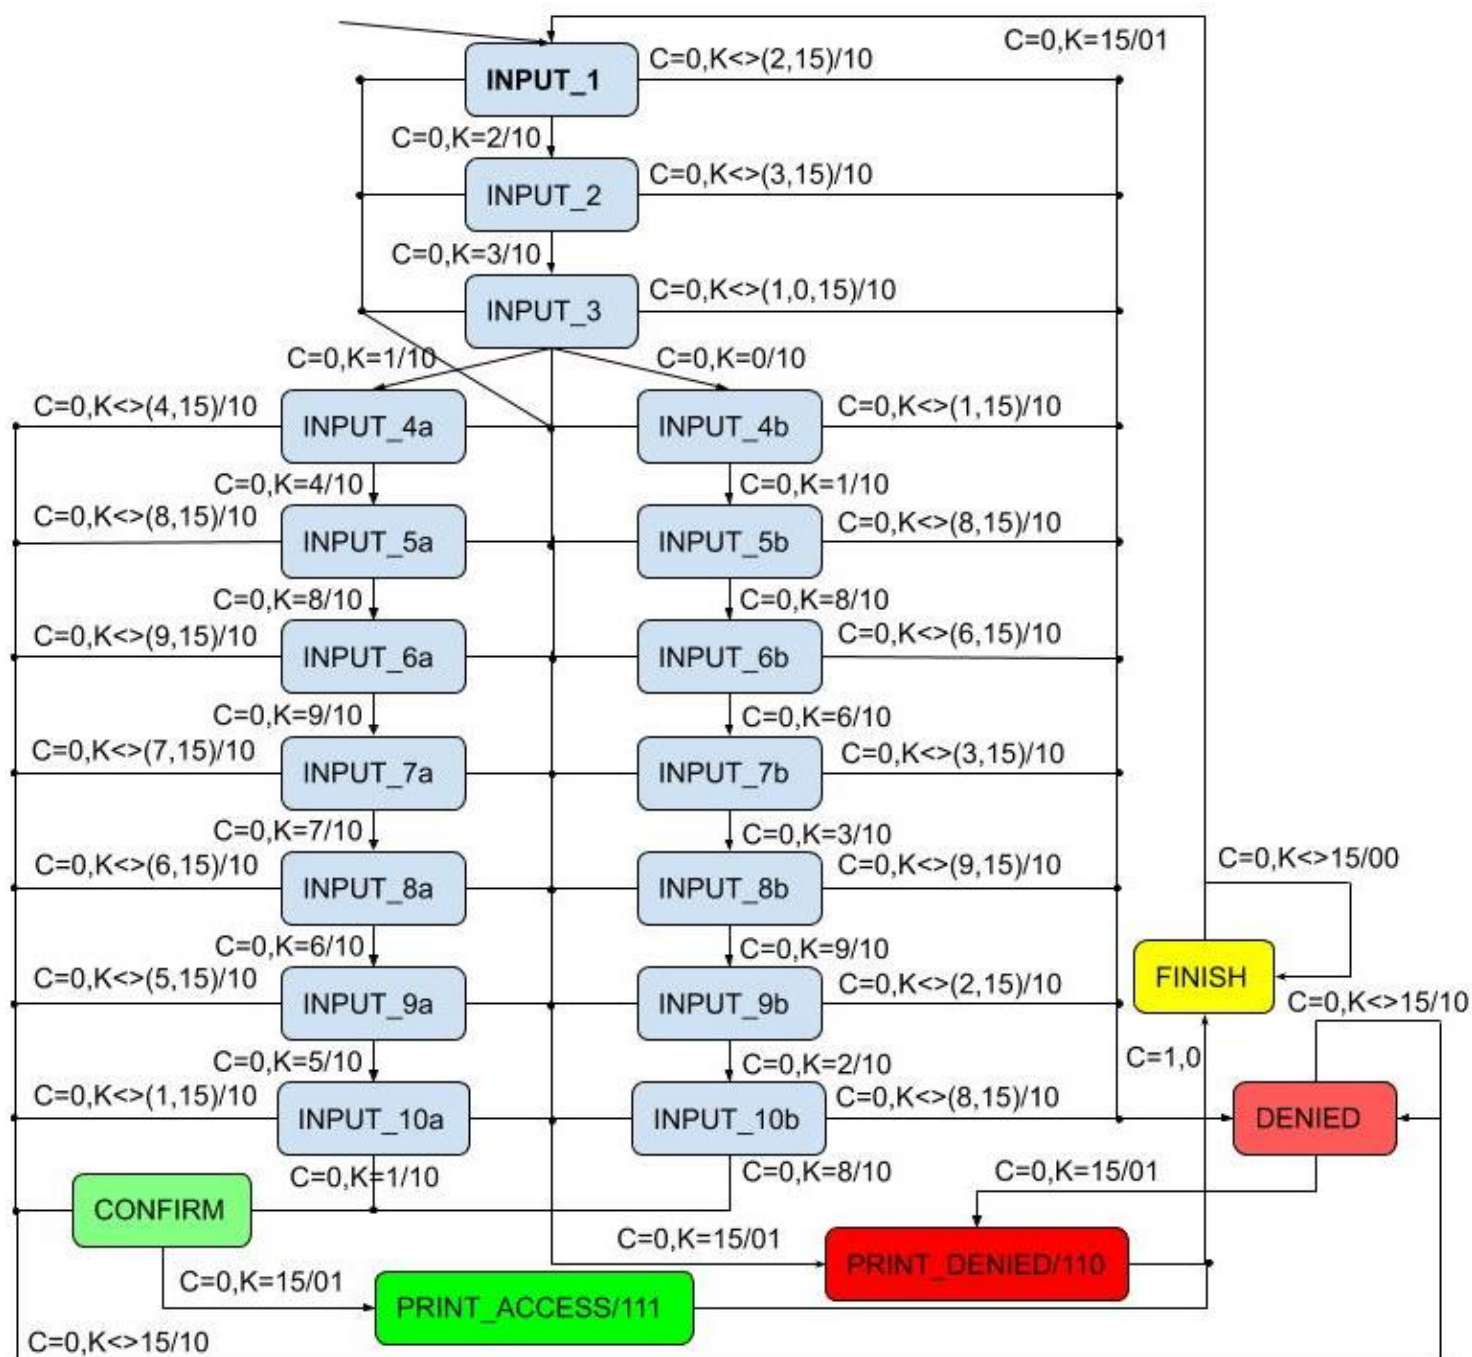 C=0,K=15/01
INPUT_1
C=0,K<>(2,15)/10
C=0,K=2/10
INPUT_2
C=0,K<>(3,15)/10
C=0,K=3/10
INPUT_3
C=0,K<>(1,0,15)/10
C=0,K=1/10
C=0,K=0/10
C=0,K<>(4,15)/10
INPUT_4a
INPUT_4b
C=0,K<>(1,15)/10
C=0,K=4/10
C=0,K=1/10
C=0,K<>(8,15)/10
INPUT_5a
INPUT_5b
C=0,K<>(8,15)/10
C=0,K=8/10
C=0,K=8/10
C=0,K<>(9,15)/10
INPUT_6a
INPUT_6b
C=0,K<>(6,15)/10
C=0,K=9/10
C=0,K=6/10
C=0,K<>(7,15)/10
INPUT_7a
INPUT_7b
C=0,K<>(3,15)/10
C=0,K=7/10
C=0,K=3/10
C=0,K<>(6,15)/10
INPUT_8a
INPUT_8b
C=0,K<>(9,15)/10
C=0,K<>15/00
C=0,K=6/10
C=0,K=9/10
C=0,K<>(5,15)/10
INPUT_9a
INPUT_9b
C=0,K<>(2,15)/10
FINISH
C=0,K<>15/10
C=0,K=5/10
C=0,K=2/10
C=1,0
C=0,K<>(1,15)/10
INPUT_10a
INPUT_10b
C=0,K<>(8,15)/10
DENIED
C=0,K=1/10
C=0,K=8/10
C=0,K=15/01
CONFIRM
C=0,K=15/01
PRINT_DENIED/110
C=0,K=15/01
PRINT_ACCESS/111
C=0,K<>15/10